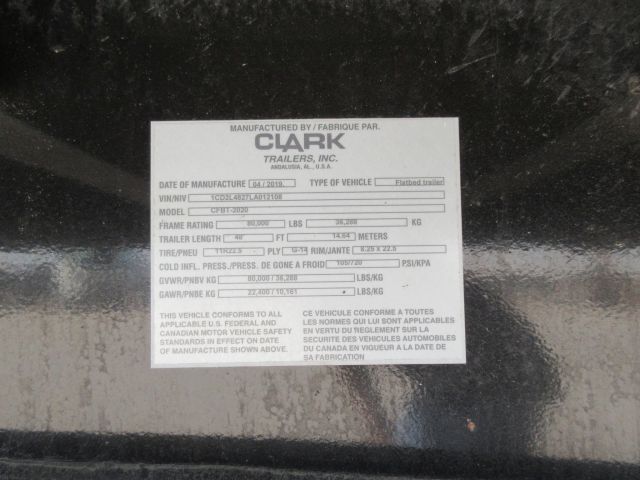 MANUFACTURED BY / FABRIQUE PAR.
CLARK
TRAILERS, INC.
ANDALUSIA, AL., U.S.A.
DATE OF MANUFACTURE 04 / 2019. TYPE OF VEHICLE Flatbed trailer
VIN/NIV 1CD2L4827LA012108
MODEL CFBT-2020
FRAME RATING 80,000 LBS 36,288 KG
TRAILER LENGTH 48 FT 14.64 METERS
TIRE/PNEU 11R22.5 PLY G-14 RIM/JANTE 8.25 X 22.5
COLD INFL. PRESS./PRESS. DE GONE A FROID 105//20 PSI/KPA
GVWR/PNBV KG 80,000 / 36,288 LBS/KG
GAWR/PNBE KG 22,400 / 10,161 LBS/KG
THIS VEHICLE CONFORMS TO ALL
APPLICABLE U.S. FEDERAL AND
CANADIAN MOTOR VEHICLE SAFETY
STANDARDS IN EFFECT ON DATE
OF MANUFACTURE SHOWN ABOVE.
CE VEHICULE CONFORME À TOUTES
LES NORMES QUI LUI SONT APPLICABLES
EN VERTU DU REGLEMENT SUR LA
SECURITE DES VEHICULES AUTOMOBILES
DU CANADA EN VIGUEUR A LA DATE DE
SA FABRICATION